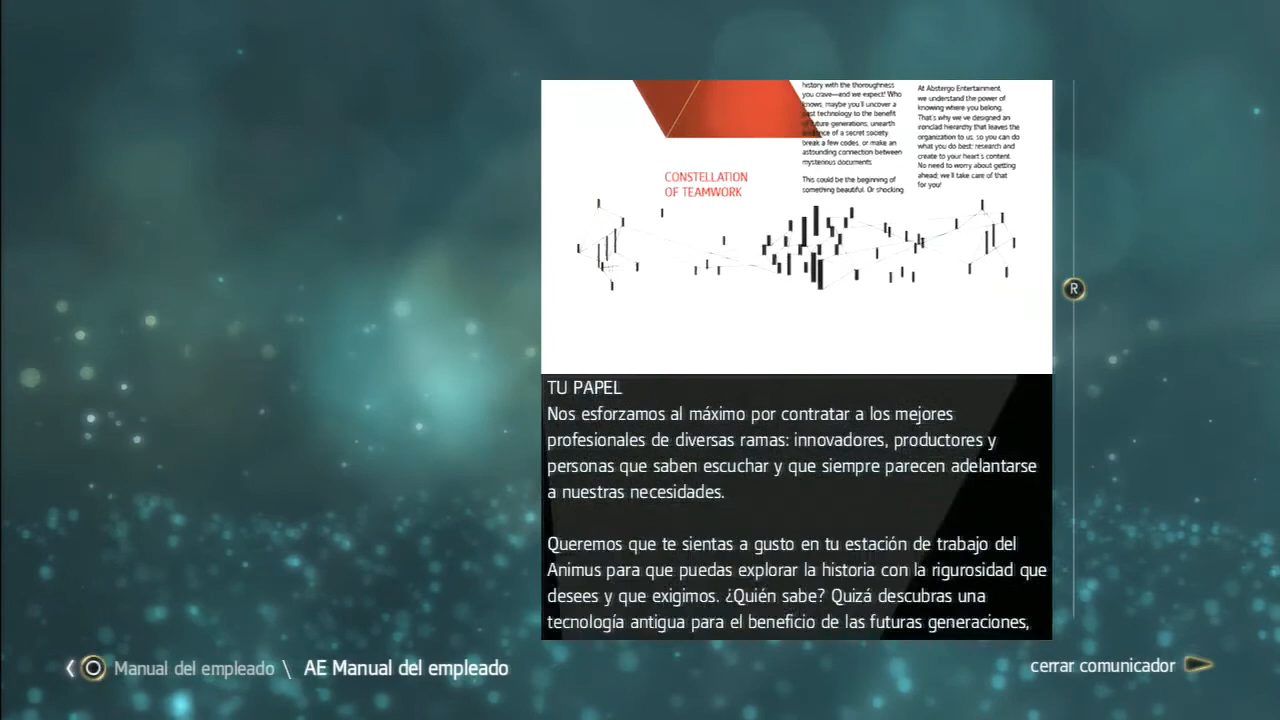 history with the thoroughness
you crave—and we expect! Who
knows, maybe you'll uncover a
past technology to the benefit
of future generations, unearth
evidence of a secret society
break a few codes, or make an
astounding connection between
mysterious documents
This could be the beginning of
something beautiful. Or shocking
At Abstergo Entertainment,
we understand the power of
knowing where you belong.
That's why we've designed an
ironclad hierarchy that leaves the
organization to us, so you can do
what you do best: research and
create to your heart's content.
No need to worry about getting
ahead; we'll take care of that
for you!
CONSTELLATION
OF TEAMWORK
R
TU PAPEL
Nos esforzamos al máximo por contratar a los mejores
profesionales de diversas ramas: innovadores, productores y
personas que saben escuchar y que siempre parecen adelantarse
a nuestras necesidades.
Queremos que te sientas a gusto en tu estación de trabajo del
Animus para que puedas explorar la historia con la rigurosidad que
desees y que exigimos. ¿Quién sabe? Quizá descubras una
tecnología antigua para el beneficio de las futuras generaciones,
Manual del empleado \ AE Manual del empleado
cerrar comunicador